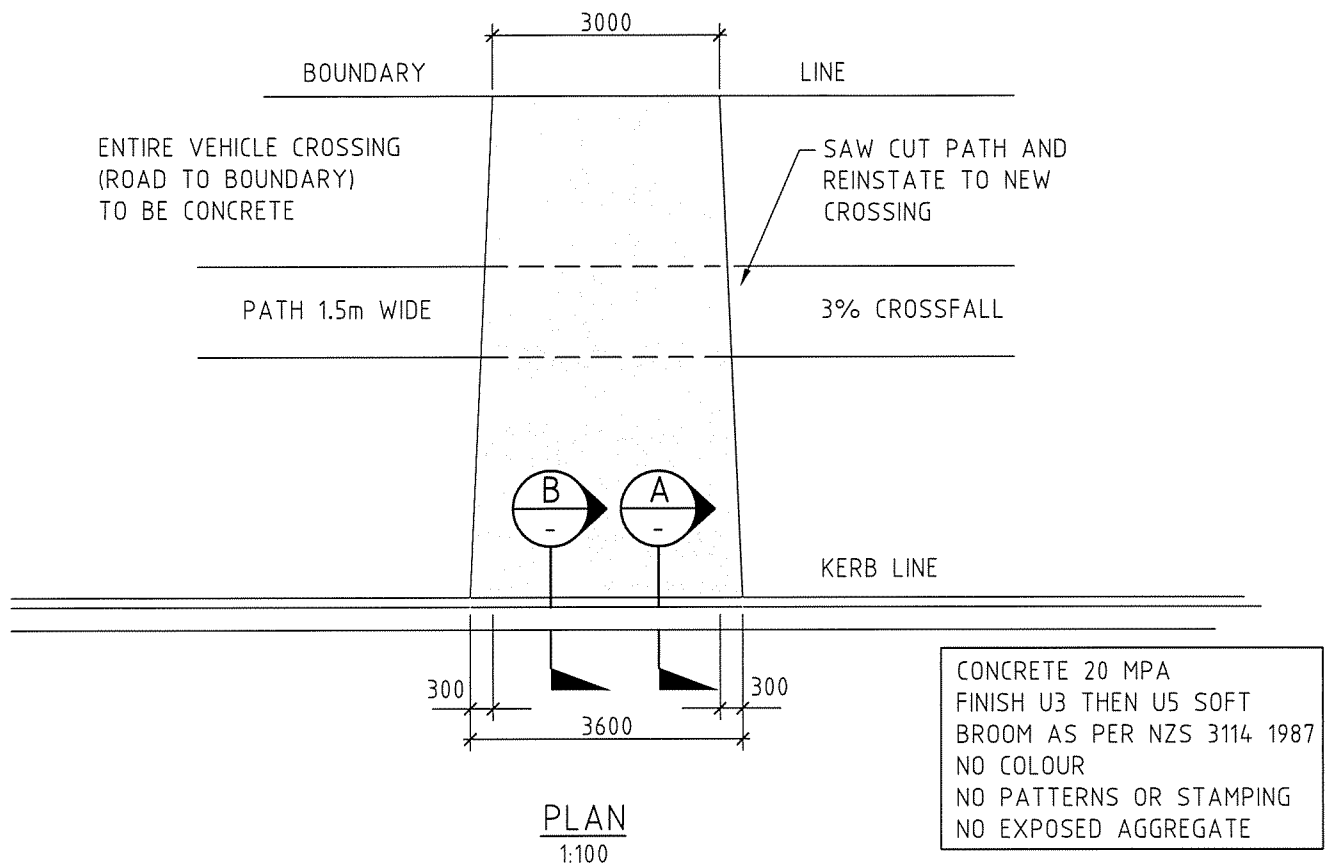 3000
BOUNDARY LINE
ENTIRE VEHICLE CROSSING
(ROAD TO BOUNDARY)
TO BE CONCRETE
SAW CUT PATH AND
REINSTATE TO NEW
CROSSING
PATH 1.5m WIDE
3% CROSSFALL
B
-
A
-
KERB LINE
300
300
3600
CONCRETE 20 MPA
FINISH U3 THEN U5 SOFT
BROOM AS PER NZS 3114 1987
NO COLOUR
NO PATTERNS OR STAMPING
NO EXPOSED AGGREGATE
PLAN
1:100